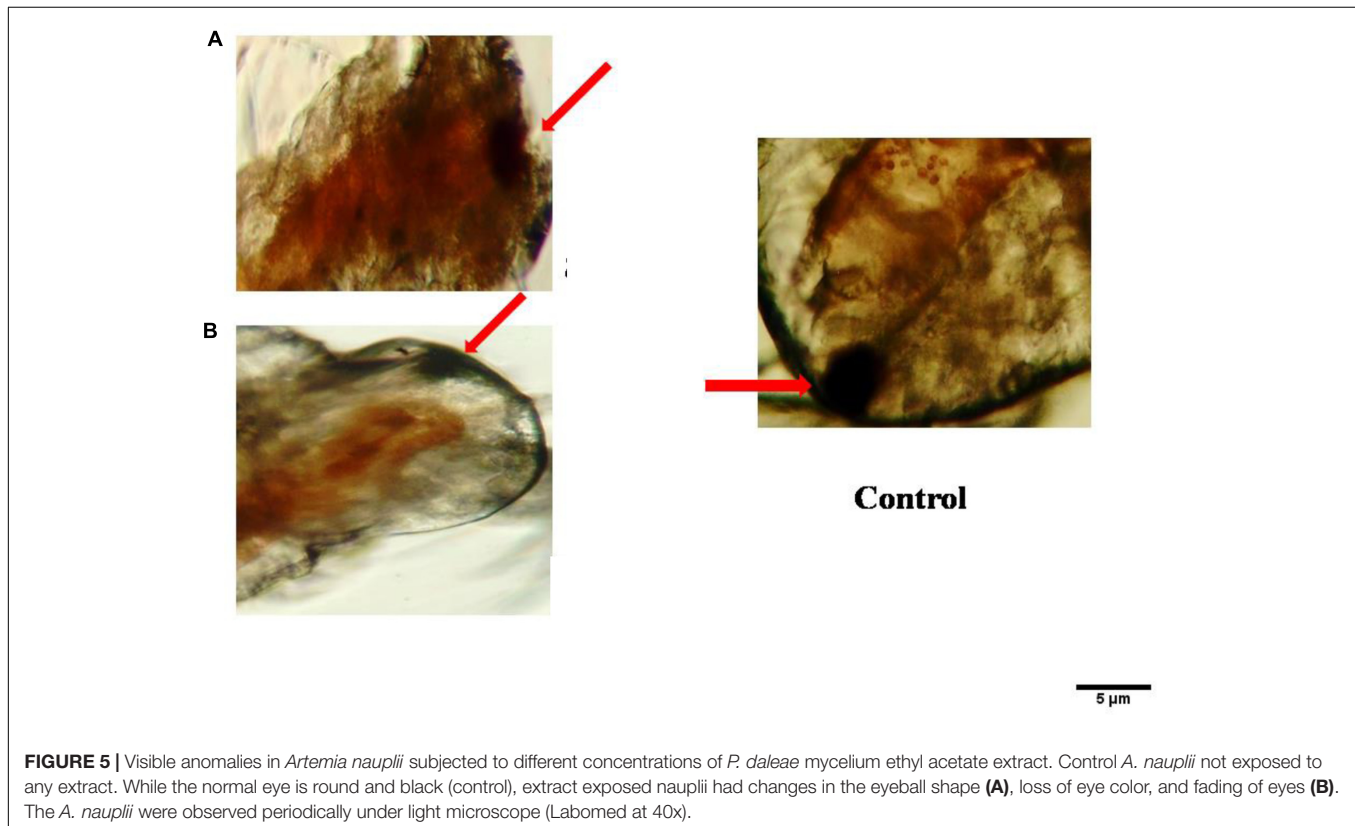 A
B
Control
5 µm
FIGURE 5 | Visible anomalies in Artemia nauplii subjected to different concentrations of P. daleae mycelium ethyl acetate extract. Control A. nauplii not exposed to
any extract. While the normal eye is round and black (control), extract exposed nauplii had changes in the eyeball shape (A), loss of eye color, and fading of eyes (B).
The A. nauplii were observed periodically under light microscope (Labomed at 40x).